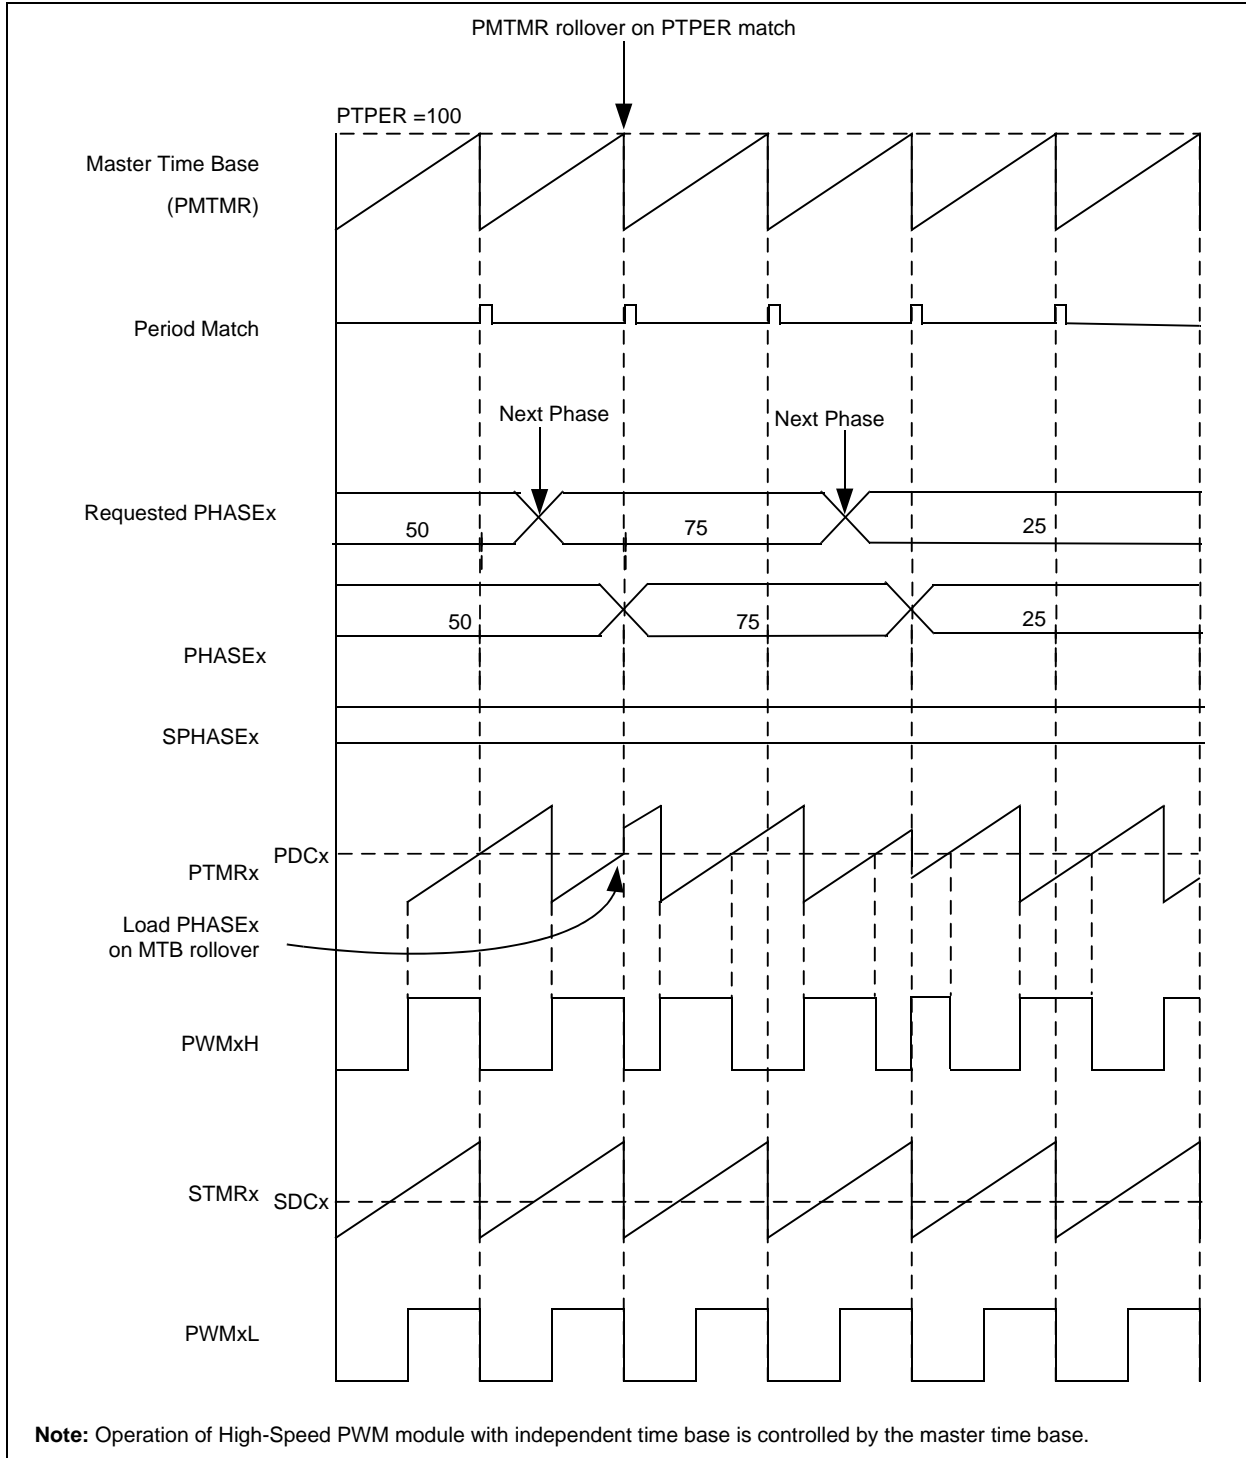 PMTMR rollover on PTPER match
PTPER =100
Master Time Base
(PMTMR)
Period Match
Next Phase
Next Phase
Requested PHASEx
50
75
25
50
75
25
PHASEx
SPHASEx
PDCx
PTMRx
Load PHASEx
on MTB rollover
PWMxH
STMRx
SDCx
PWMxL
Note: Operation of High-Speed PWM module with independent time base is controlled by the master time base.